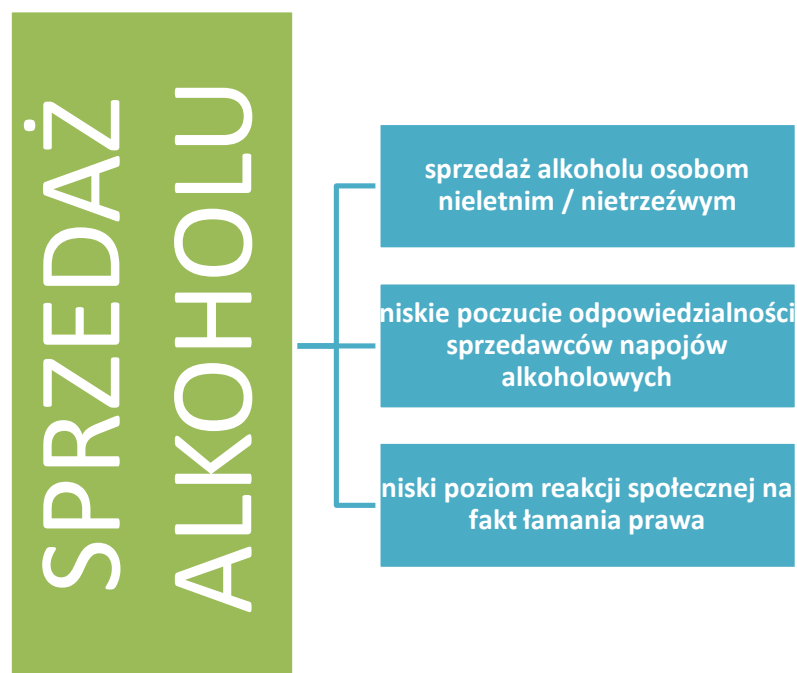 SPRZEDAŻ
ALKOHOLU
sprzedaż alkoholu osobom
nieletnim / nietrzeźwym
niskie poczucie odpowiedzialności
sprzedawców napojów
alkoholowych
niski poziom reakcji społecznej na
fakt łamania prawa